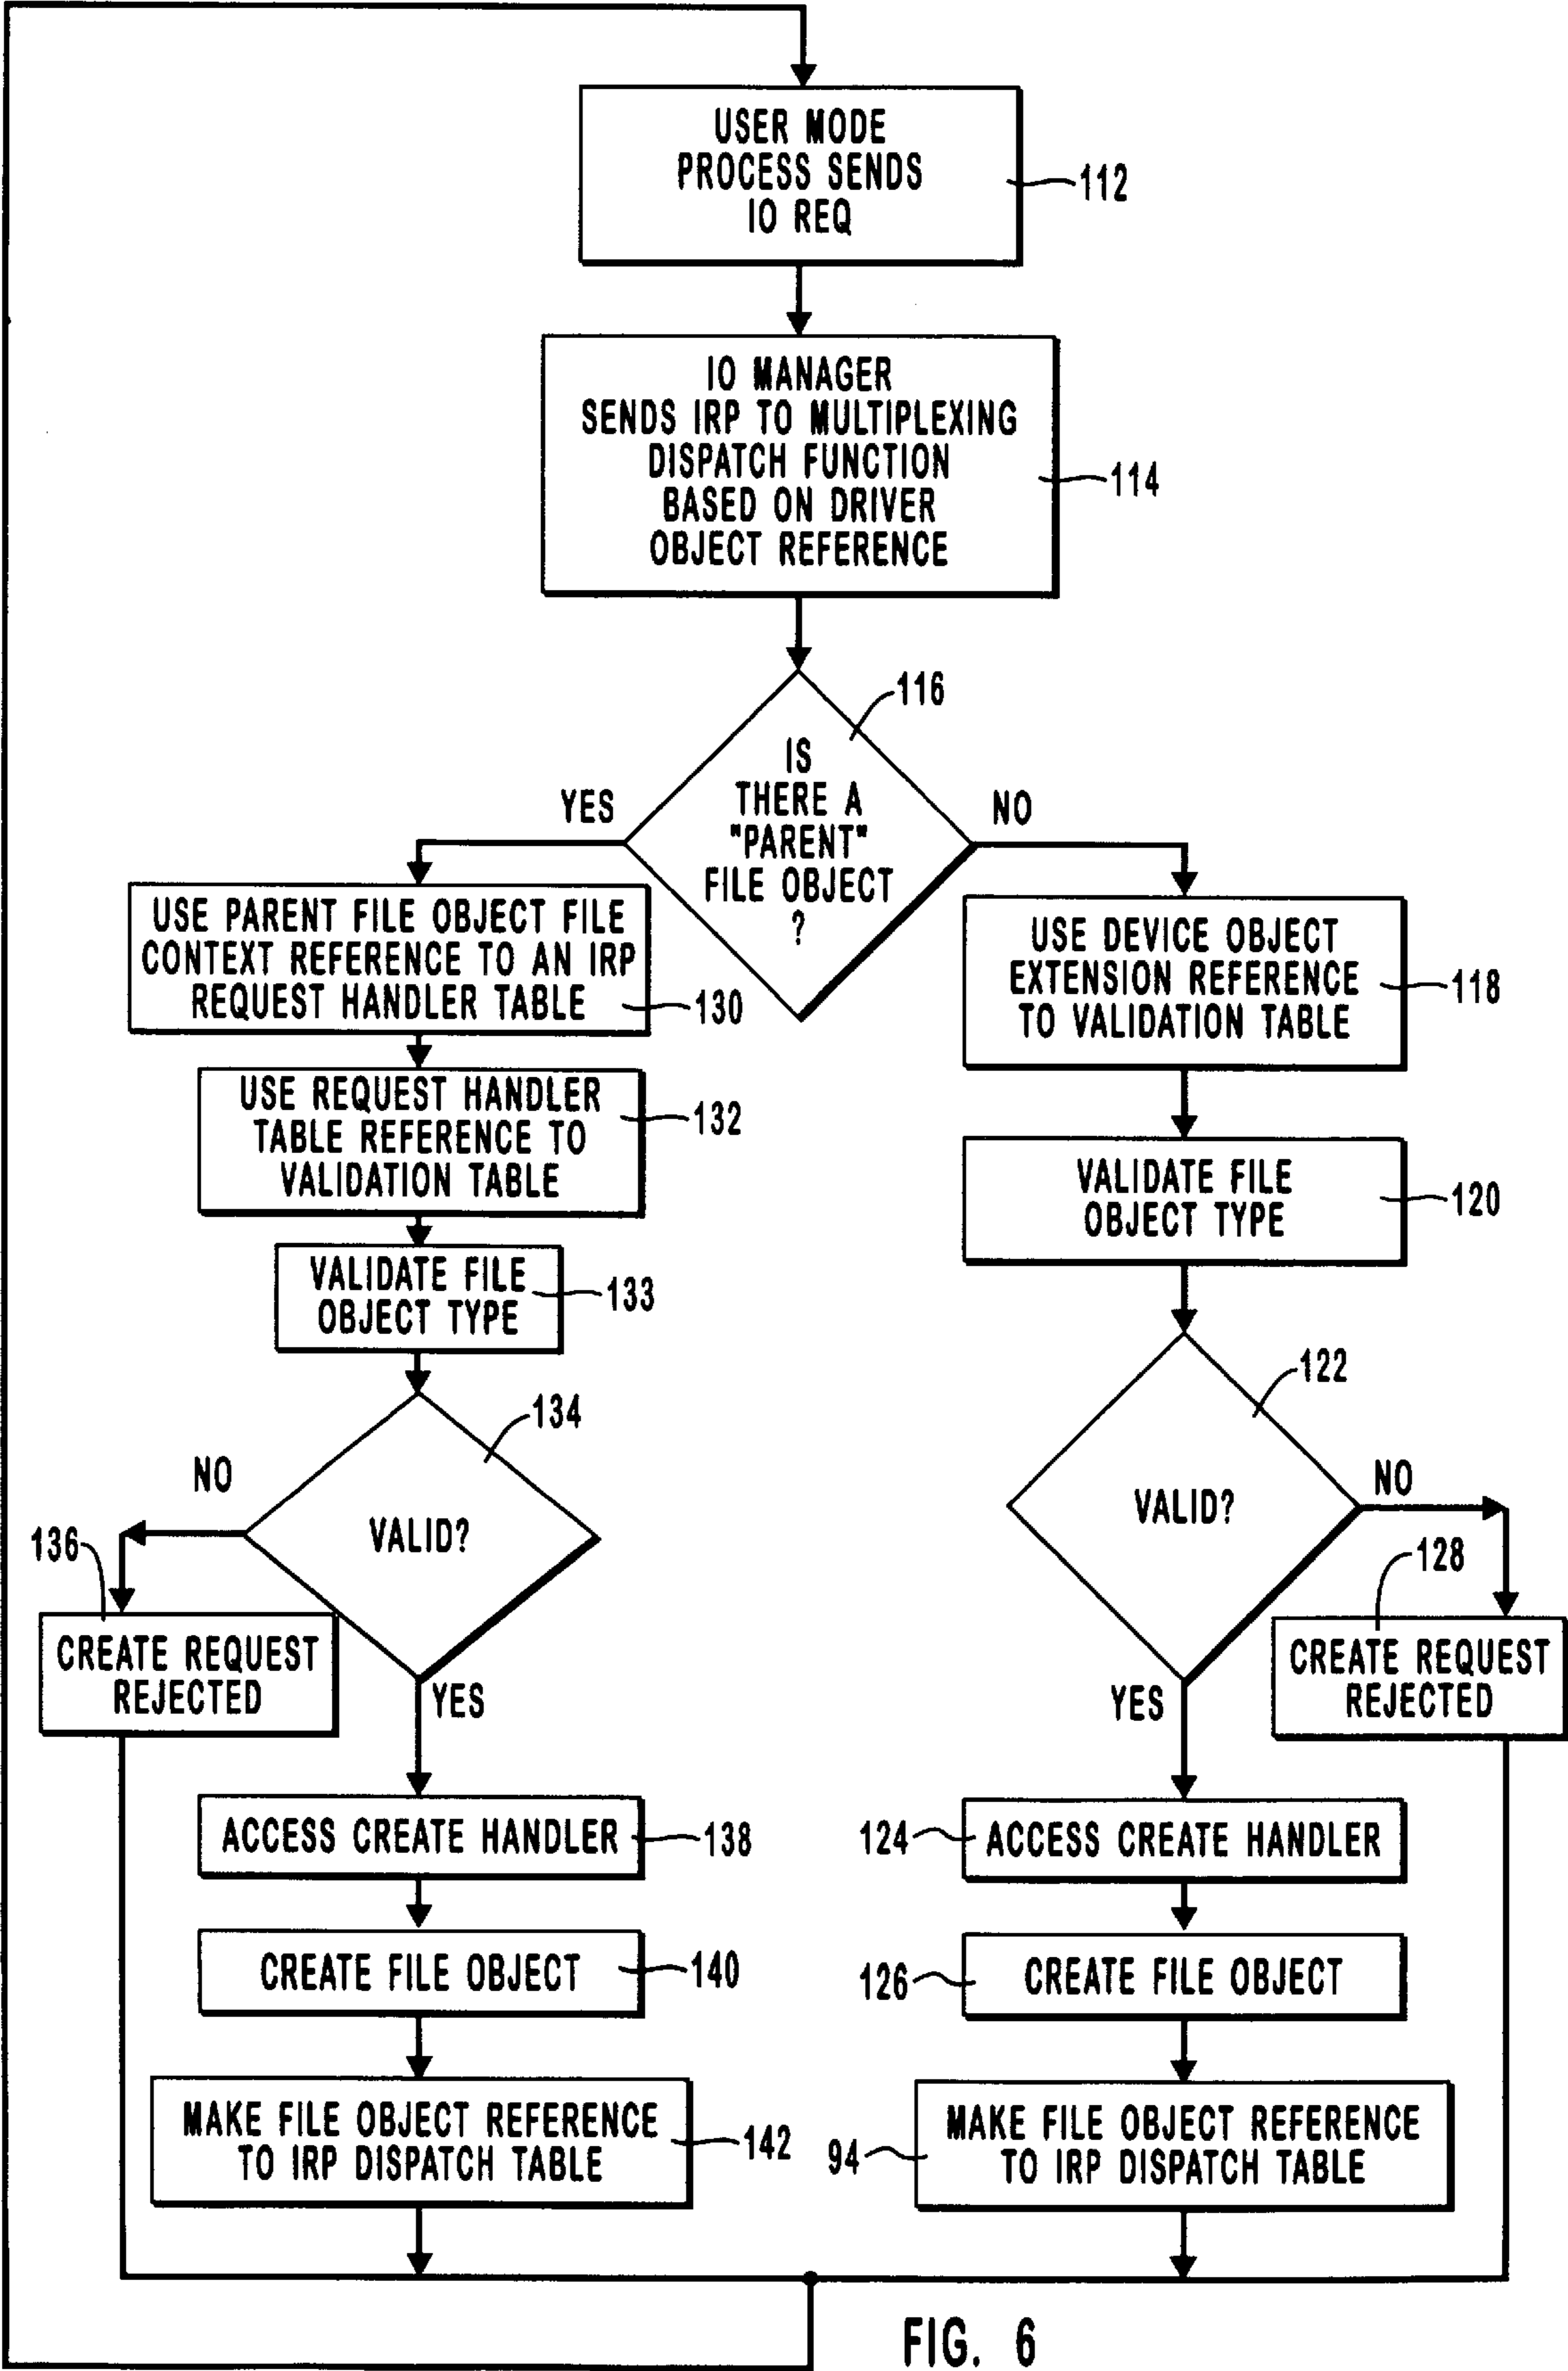 USER MODE
PROCESS SENDS
IO REQ
112
IO MANAGER
SENDS IRP TO MULTIPLEXING
DISPATCH FUNCTION
BASED ON DRIVER
OBJECT REFERENCE
114
116
IS
THERE A
"PARENT"
FILE OBJECT
?
YES
NO
USE PARENT FILE OBJECT FILE
CONTEXT REFERENCE TO AN IRP
REQUEST HANDLER TABLE
130
USE REQUEST HANDLER
TABLE REFERENCE TO
VALIDATION TABLE
132
VALIDATE FILE
OBJECT TYPE
133
134
VALID?
NO
136
CREATE REQUEST
REJECTED
YES
ACCESS CREATE HANDLER
138
CREATE FILE OBJECT
140
MAKE FILE OBJECT REFERENCE
TO IRP DISPATCH TABLE
142
USE DEVICE OBJECT
EXTENSION REFERENCE
TO VALIDATION TABLE
118
VALIDATE FILE
OBJECT TYPE
120
122
VALID?
NO
128
CREATE REQUEST
REJECTED
YES
124
ACCESS CREATE HANDLER
126
CREATE FILE OBJECT
94
MAKE FILE OBJECT REFERENCE
TO IRP DISPATCH TABLE
FIG. 6